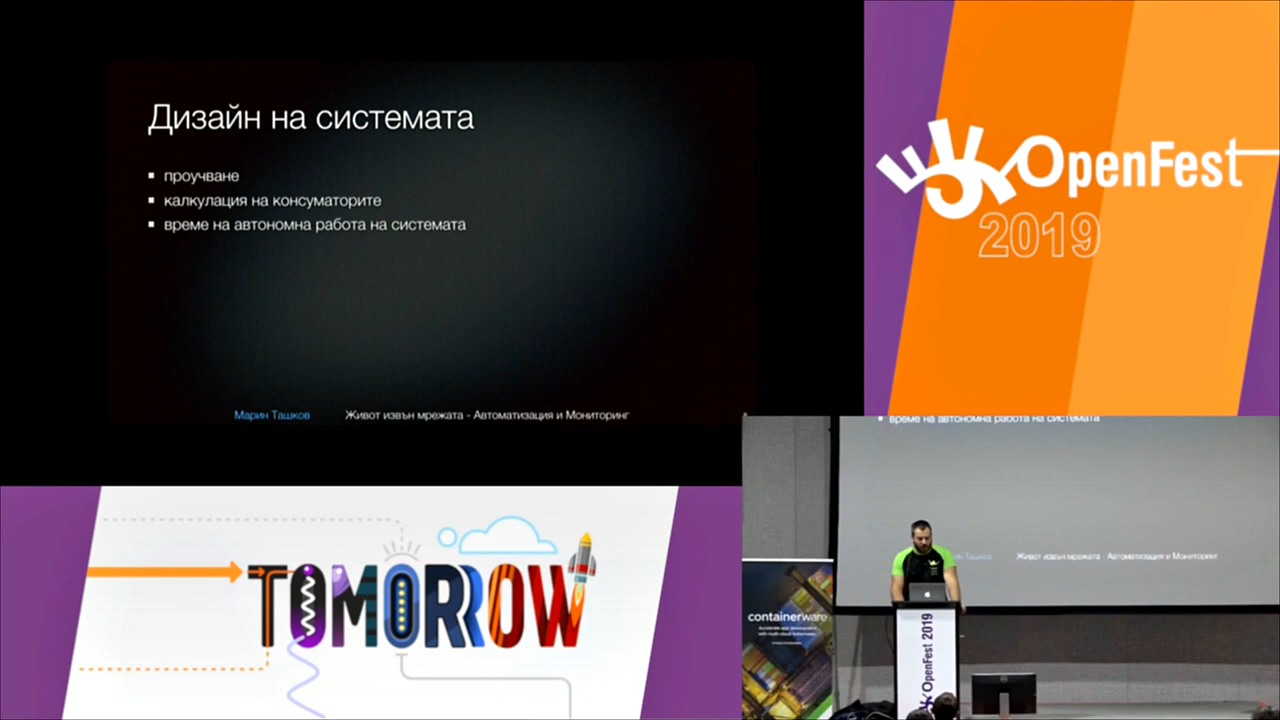 Дизайн на системата
проучване
калкулация на консуматорите
време на автономна работа на системата
Марин Ташков
Живот извън мрежата - Автоматизация и Мониторинг
OpenFest
2019
TOMORROW
време на автономна работа на системата
Живот извън мрежата - Автоматизация и Мониторинг
containerware
OpenFest 2019